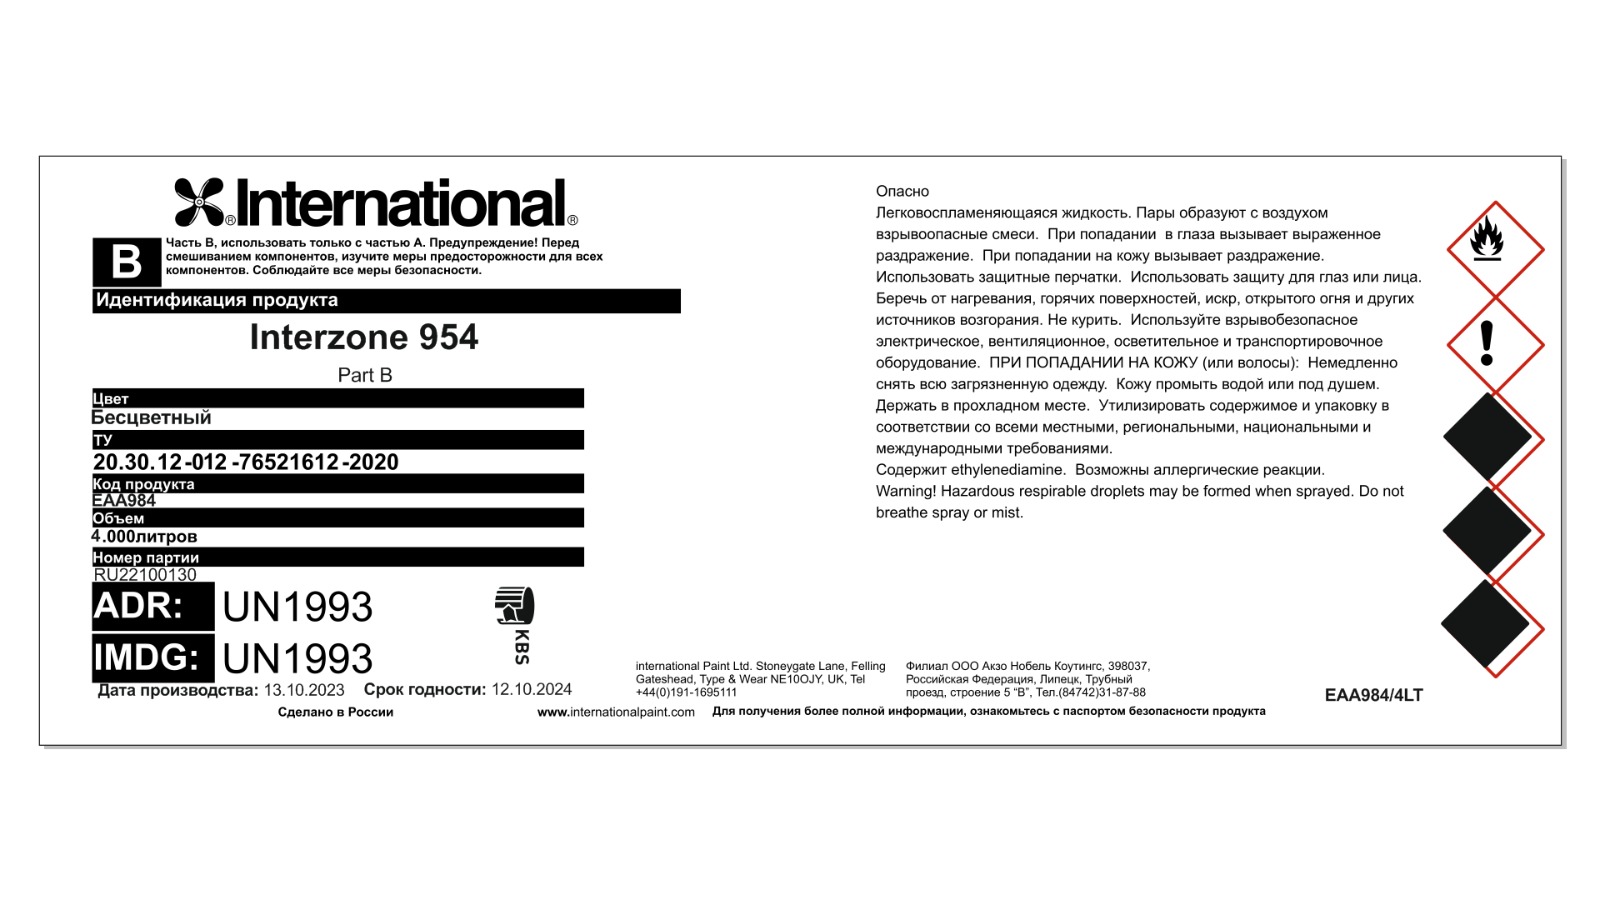 International
®
®
B
Часть B, использовать только с частью A. Предупреждение! Перед
смешиванием компонентов, изучите меры предосторожности для всех
компонентов. Соблюдайте все меры безопасности.
Идентификация продукта
Interzone 954
Part B
Цвет
Бесцветный
ТУ
20.30.12-012 -76521612-2020
Код продукта
EAA984
Объем
4.000литров
Номер партии
RU22100130
ADR: UN1993
IMDG: UN1993
KBS
Дата производства: 13.10.2023 Срок годности: 12.10.2024
Сделано в России
Опасно
Легковоспламеняющаяся жидкость. Пары образуют с воздухом
взрывоопасные смеси. При попадании в глаза вызывает выраженное
раздражение. При попадании на кожу вызывает раздражение.
Использовать защитные перчатки. Использовать защиту для глаз или лица.
Беречь от нагревания, горячих поверхностей, искр, открытого огня и других
источников возгорания. Не курить. Используйте взрывобезопасное
электрическое, вентиляционное, осветительное и транспортировочное
оборудование. ПРИ ПОПАДАНИИ НА КОЖУ (или волосы): Немедленно
снять всю загрязненную одежду. Кожу промыть водой или под душем.
Держать в прохладном месте. Утилизировать содержимое и упаковку в
соответствии со всеми местными, региональными, национальными и
международными требованиями.
Содержит ethylenediamine. Возможны аллергические реакции.
Warning! Hazardous respirable droplets may be formed when sprayed. Do not
breathe spray or mist.
international Paint Ltd. Stoneygate Lane, Felling
Gateshead, Type & Wear NE10OJY, UK, Tel
+44(0)191-1695111
Филиал ООО Акзо Нобель Коутингс, 398037,
Российская Федерация, Липецк, Трубный
проезд, строение 5 “В”, Тел.(84742)31-87-88
EAA984/4LT
www.internationalpaint.com Для получения более полной информации, ознакомьтесь с паспортом безопасности продукта